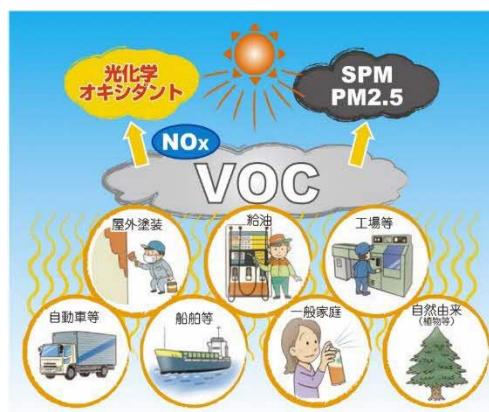 光化学
オキシダント
SPM
PM2.5
NOx
VOC
屋外塗装
給油
工場等
自動車等
船舶等
一般家庭
自然由来
(植物等)